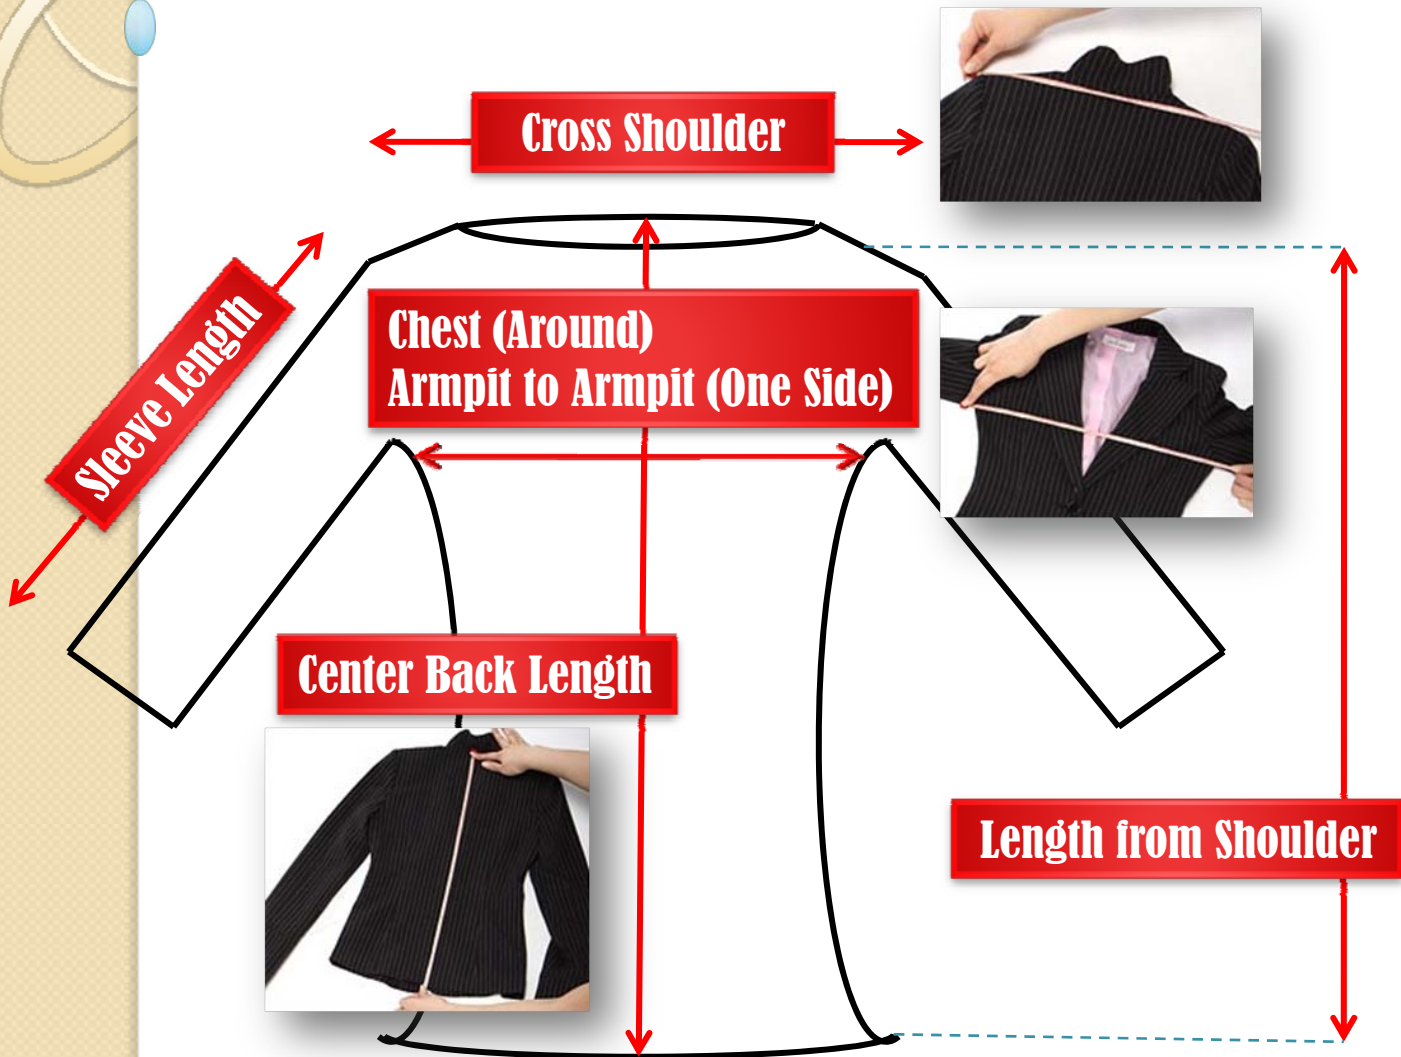 Cross Shoulder
Sleeve Length
Chest (Around)
Armpit to Armpit (One Side)
Center Back Length
Length from Shoulder